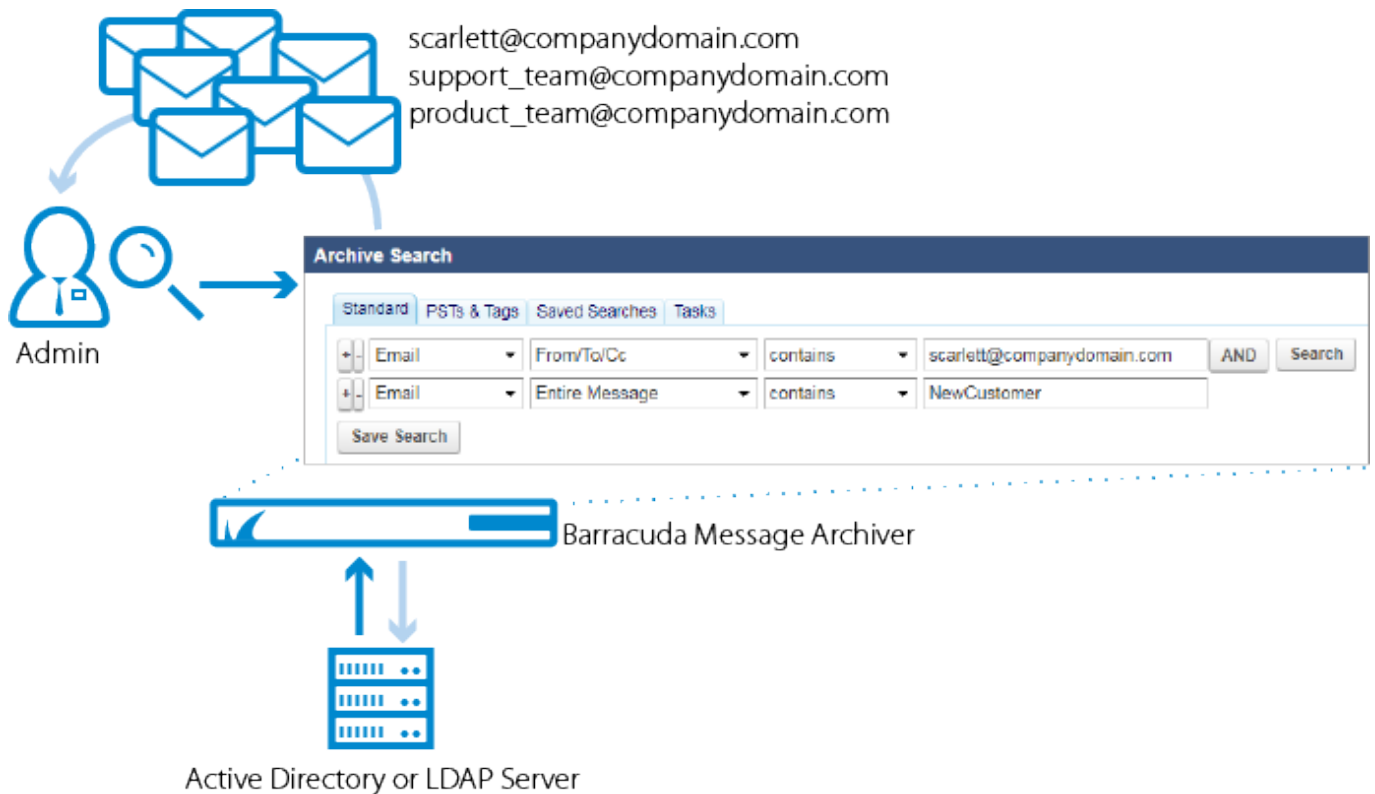 scarlett@companydomain.com
support_team@companydomain.com
product_team@companydomain.com
Admin
Archive Search
Standard PSTs & Tags Saved Searches Tasks
+ - Email From/To/Cc contains scarlett@companydomain.com AND Search
+ - Email Entire Message contains NewCustomer
Save Search
Barracuda Message Archiver
Active Directory or LDAP Server